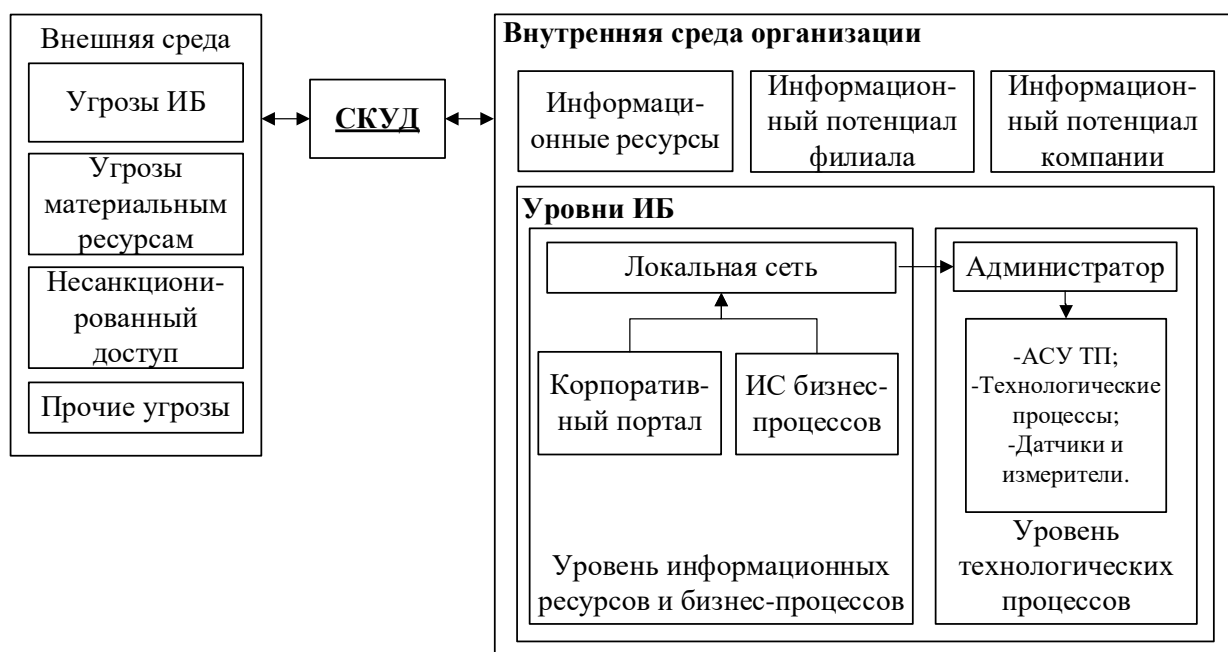 Внешняя среда
Угрозы ИБ
Угрозы
материальным
ресурсам
Несанкциони-
рованный
доступ
Прочие угрозы
СКУД
Внутренняя среда организации
Информаци-
онные ресурсы
Информацион-
ный потенциал
филиала
Информацион-
ный потенциал
компании
Уровни ИБ
Локальная сеть
Корпоратив-
ный портал
ИС бизнес-
процессов
Уровень информационных
ресурсов и бизнес-процессов
Администратор
-АСУ ТП;
-Технологические
процессы;
-Датчики и
измерители.
Уровень
технологических
процессов